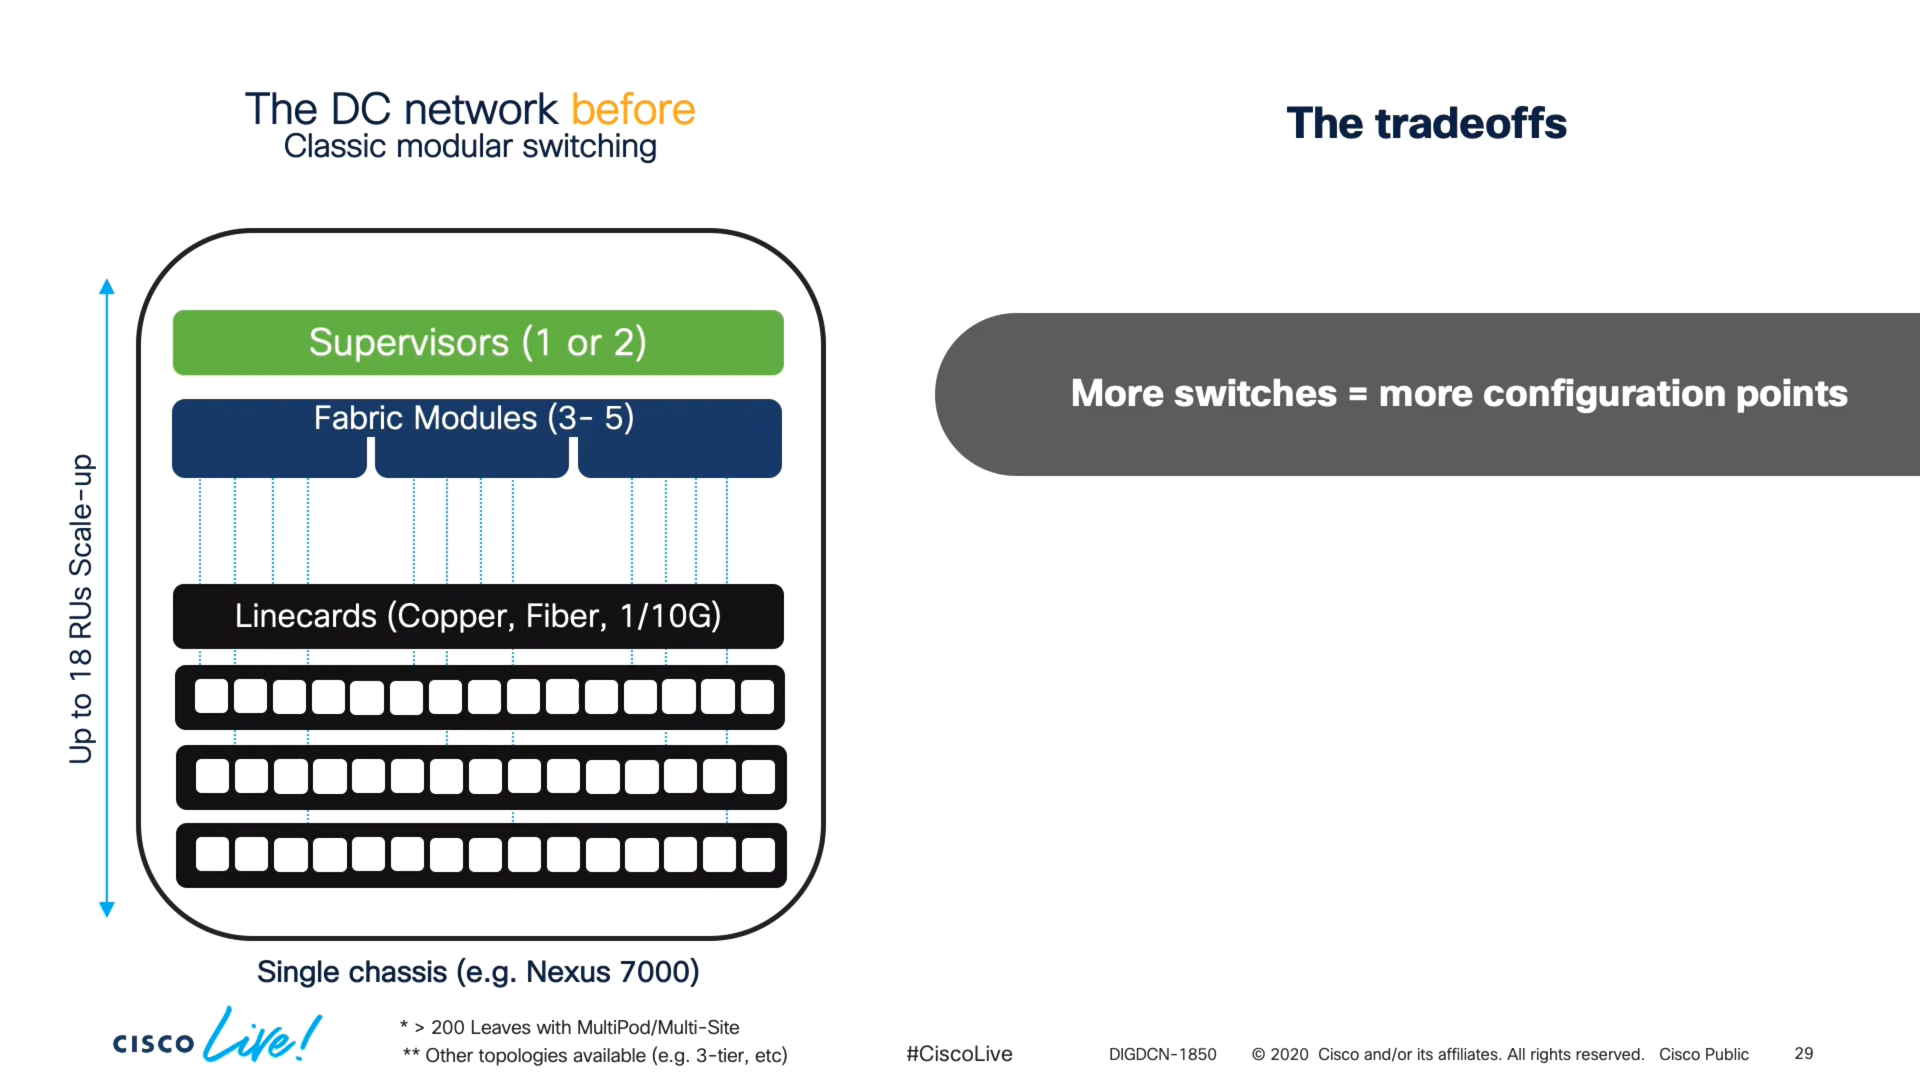 The DC network before
Classic modular switching
The tradeoffs
Supervisors (1 or 2)
Fabric Modules (3- 5)
More switches = more configuration points
Up to 18 RUs Scale-up
Linecards (Copper, Fiber, 1/10G)
Single chassis (e.g. Nexus 7000)
CISCO Live!
* > 200 Leaves with MultiPod/Multi-Site
** Other topologies available (e.g. 3-tier, etc)
#CiscoLive
DIGDCN-1850
© 2020 Cisco and/or its affiliates. All rights reserved. Cisco Public
29